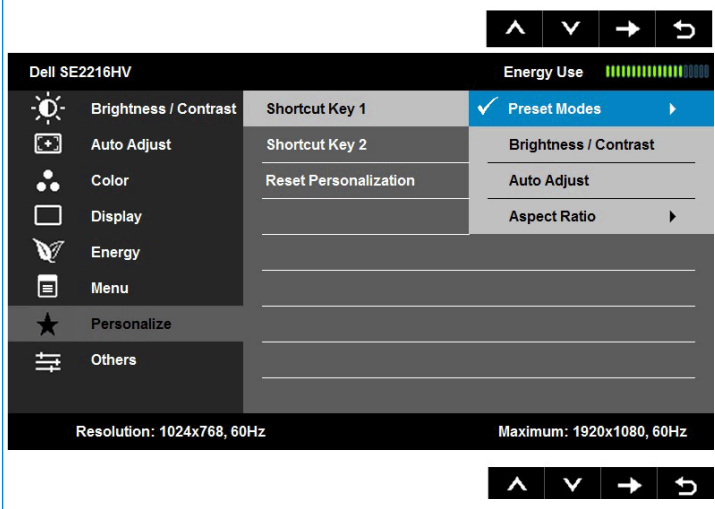 Dell SE2216HV Energy Use
Brightness / Contrast Shortcut Key 1 Preset Modes
Auto Adjust Shortcut Key 2 Brightness / Contrast
Color Reset Personalization Auto Adjust
Display Aspect Ratio
Energy
Menu
Personalize
Others
Resolution: 1024x768, 60Hz Maximum: 1920x1080, 60Hz